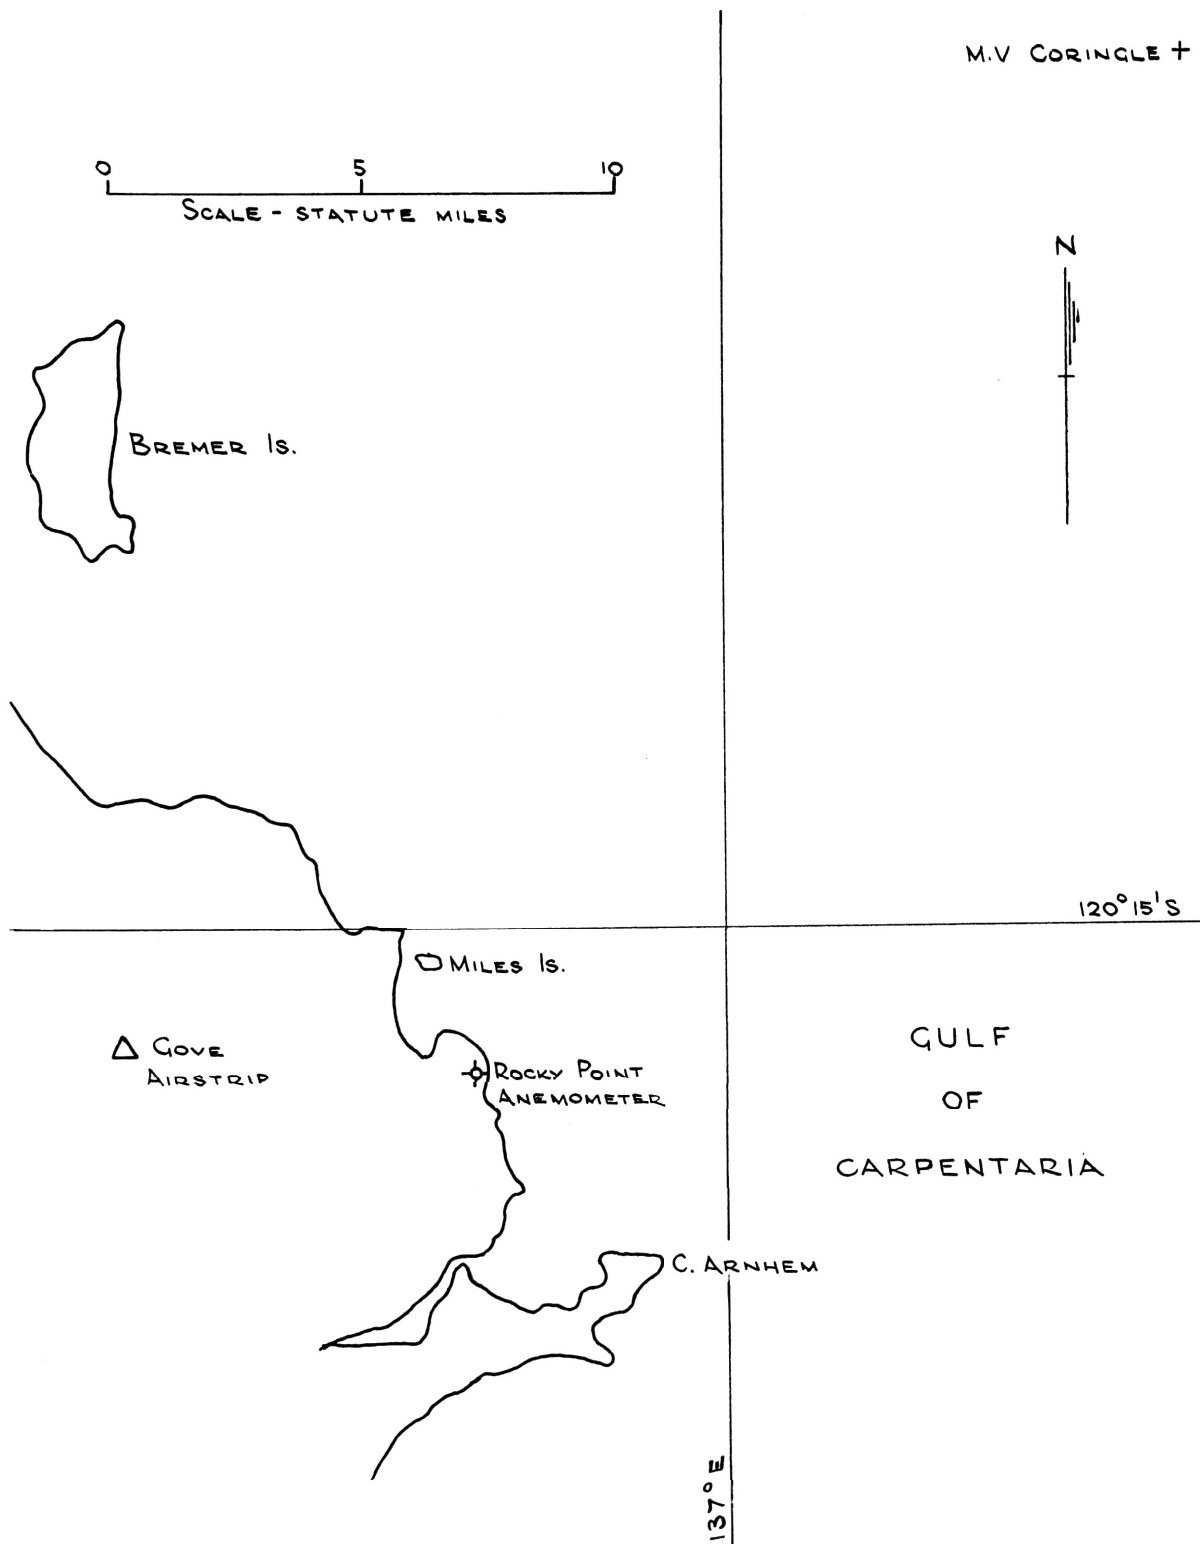 M.V CORINGLE +
0 5 10
SCALE - STATUTE MILES
N
BREMER IS.
120°15'S
MILES IS.
GOVE
AIRSTRIP
ROCKY POINT
ANEMOMETER
GULF
OF
CARPENTARIA
C. ARNHEM
137°E